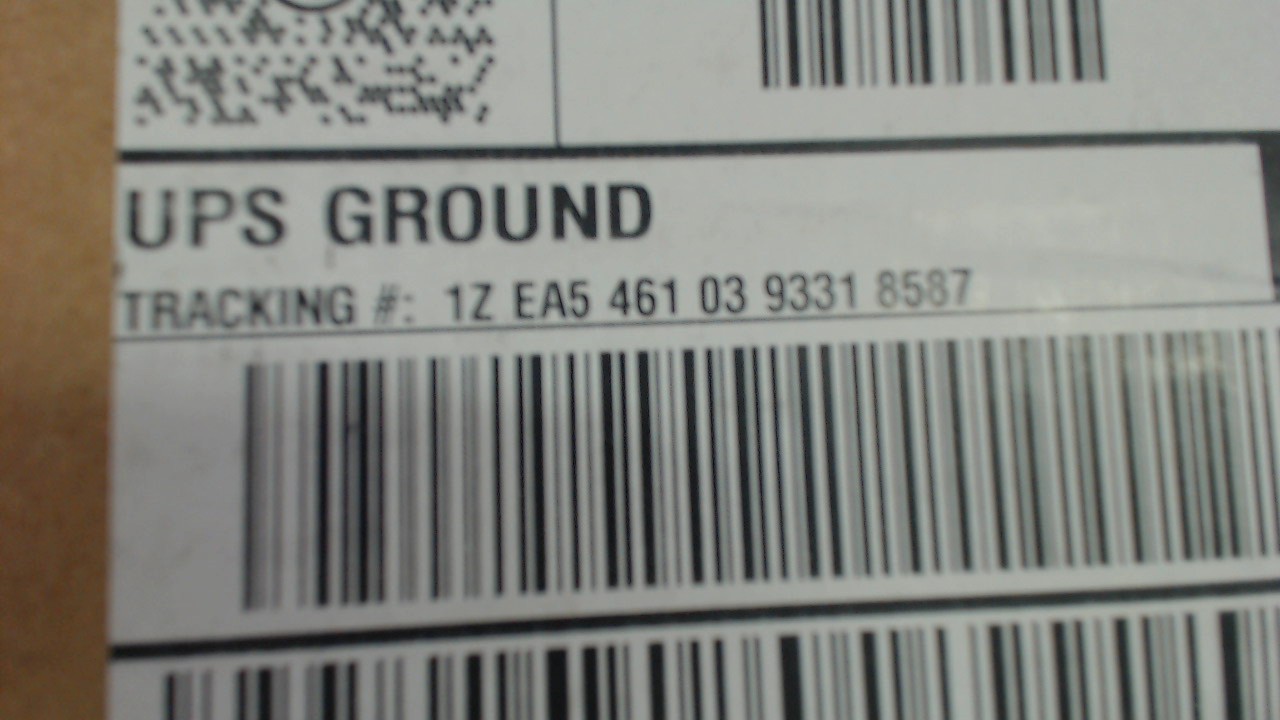 UPS GROUND
TRACKING #: 1Z EA5 461 03 9331 8587